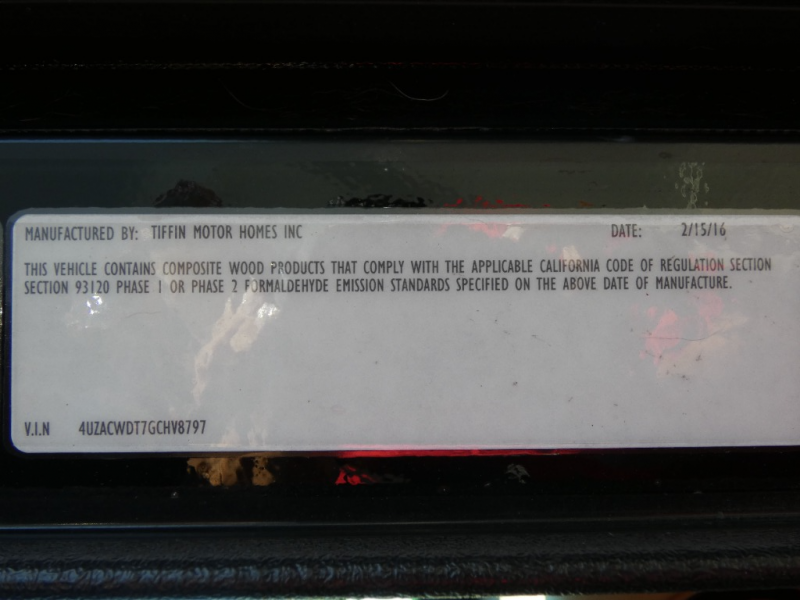 MANUFACTURED BY: TIFFIN MOTOR HOMES INC DATE: 2/15/16
THIS VEHICLE CONTAINS COMPOSITE WOOD PRODUCTS THAT COMPLY WITH THE APPLICABLE CALIFORNIA CODE OF REGULATION SECTION
SECTION 93120 PHASE 1 OR PHASE 2 FORMALDEHYDE EMISSION STANDARDS SPECIFIED ON THE ABOVE DATE OF MANUFACTURE.
V.I.N 4UZACWDT7GCHV8797